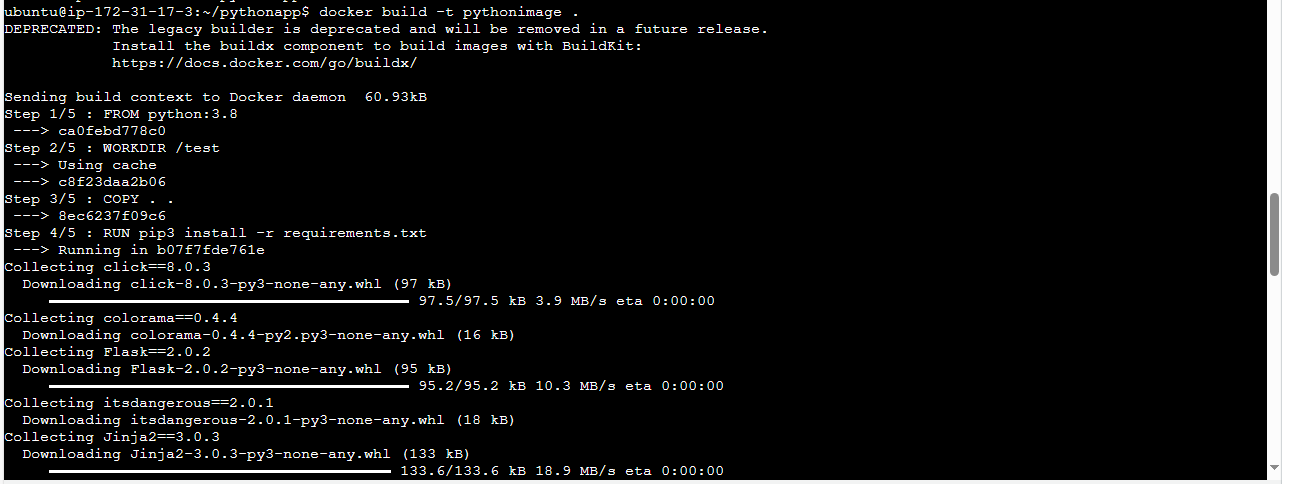 ubuntu@ip-172-31-17-3:~/pythonapp$ docker build -t pythonimage .
DEPRECATED: The legacy builder is deprecated and will be removed in a future release.
            Install the buildx component to build images with BuildKit:
            https://docs.docker.com/go/buildx/

Sending build context to Docker daemon  60.93kB
Step 1/5 : FROM python:3.8
 ---> ca0febd778c0
Step 2/5 : WORKDIR /test
 ---> Using cache
 ---> c8f23daa2b06
Step 3/5 : COPY . .
 ---> 8ec6237f09c6
Step 4/5 : RUN pip3 install -r requirements.txt
 ---> Running in b07f7fde761e
Collecting click==8.0.3
  Downloading click-8.0.3-py3-none-any.whl (97 kB)
     97.5/97.5 kB 3.9 MB/s eta 0:00:00
Collecting colorama==0.4.4
  Downloading colorama-0.4.4-py2.py3-none-any.whl (16 kB)
Collecting Flask==2.0.2
  Downloading Flask-2.0.2-py3-none-any.whl (95 kB)
     95.2/95.2 kB 10.3 MB/s eta 0:00:00
Collecting itsdangerous==2.0.1
  Downloading itsdangerous-2.0.1-py3-none-any.whl (18 kB)
Collecting Jinja2==3.0.3
  Downloading Jinja2-3.0.3-py3-none-any.whl (133 kB)
     133.6/133.6 kB 18.9 MB/s eta 0:00:00